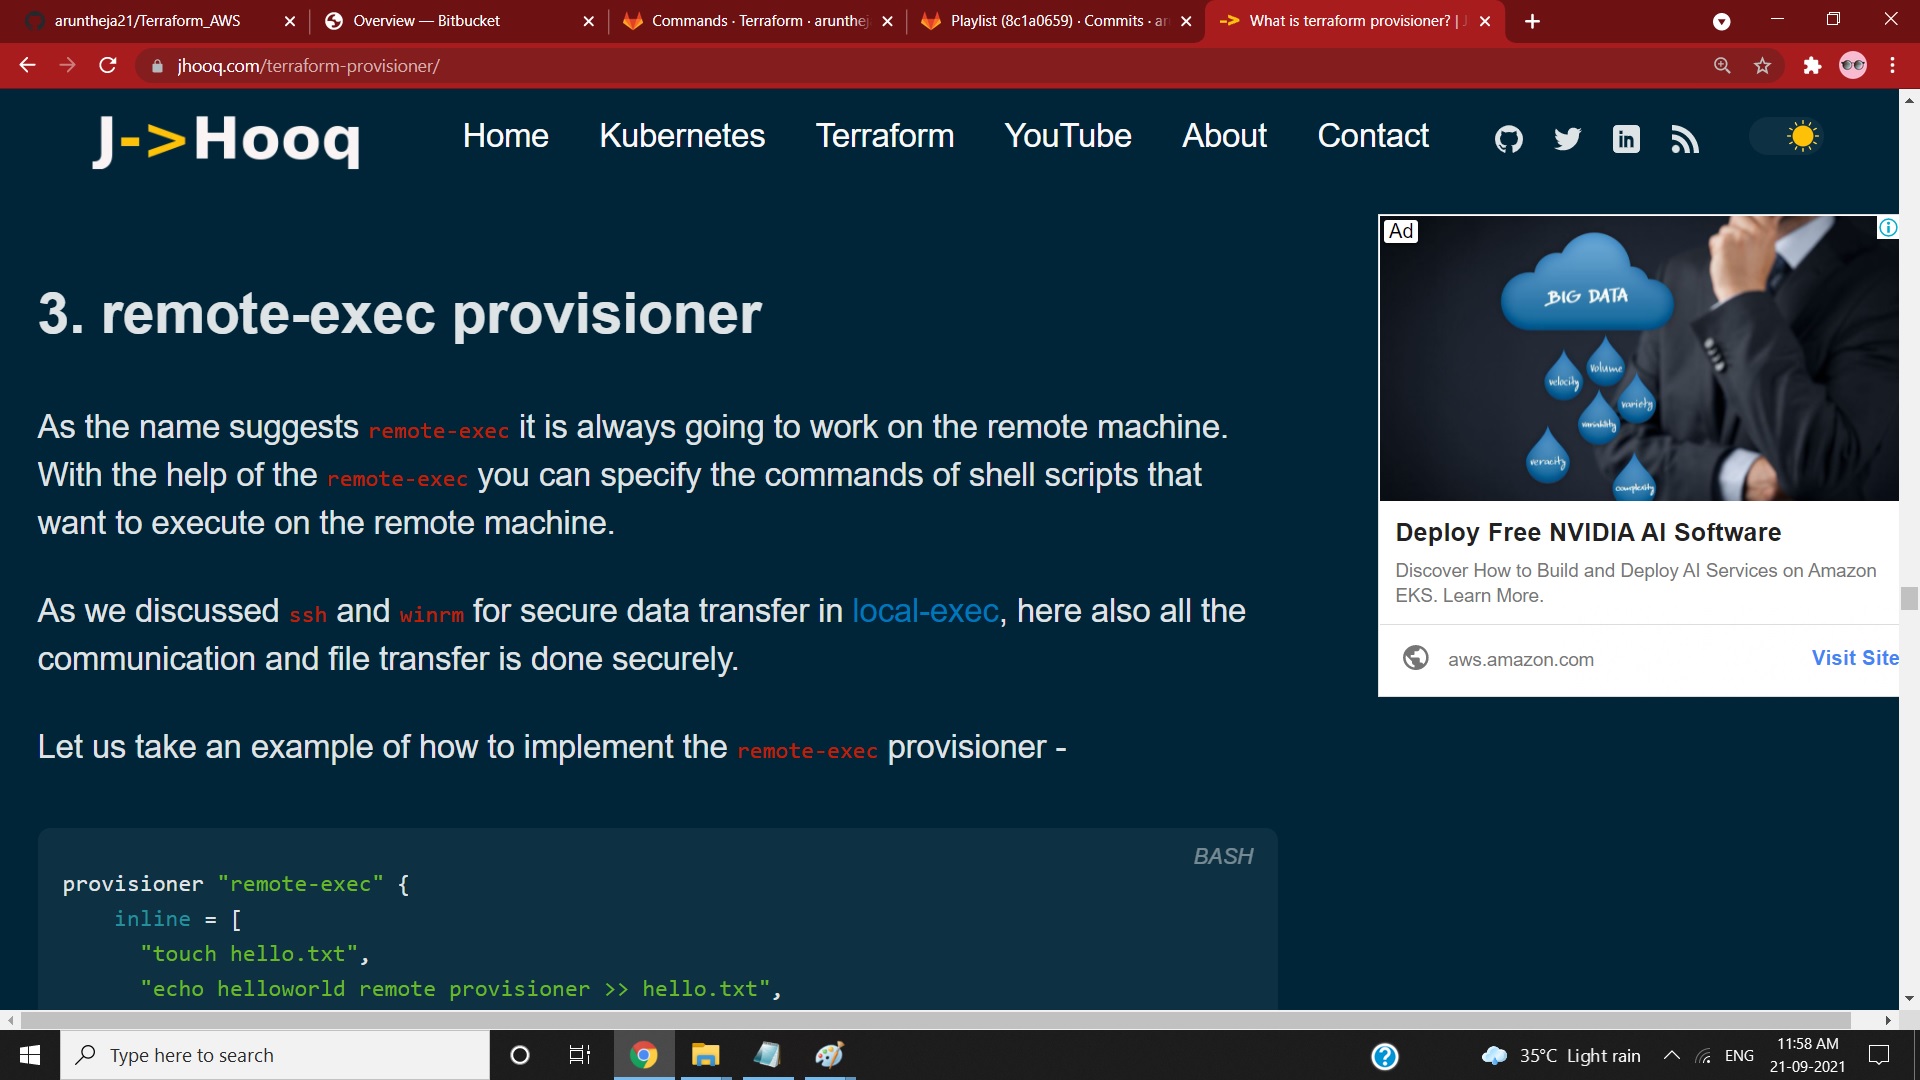 aruntheja21/Terraform_AWS
Overview — Bitbucket
Commands · Terraform · arunthej
Playlist (8c1a0659) · Commits · ar
What is terraform provisioner? | J
jhooq.com/terraform-provisioner/
J->Hooq
Home
Kubernetes
Terraform
YouTube
About
Contact
3. remote-exec provisioner
As the name suggests remote-exec it is always going to work on the remote machine.
With the help of the remote-exec you can specify the commands of shell scripts that
want to execute on the remote machine.
As we discussed ssh and winrm for secure data transfer in local-exec, here also all the
communication and file transfer is done securely.
Let us take an example of how to implement the remote-exec provisioner -
BASH
provisioner "remote-exec" {
inline = [
"touch hello.txt",
"echo helloworld remote provisioner >> hello.txt",
Ad
BIG DATA
velocity
volume
variety
variability
veracity
complexity
Deploy Free NVIDIA AI Software
Discover How to Build and Deploy AI Services on Amazon
EKS. Learn More.
aws.amazon.com
Visit Site
Type here to search
35°C Light rain
ENG
11:58 AM
21-09-2021